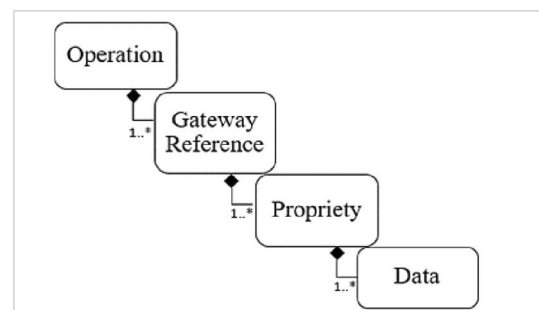 Operation
1..*
Gateway
Reference
1..*
Propriety
1..*
Data